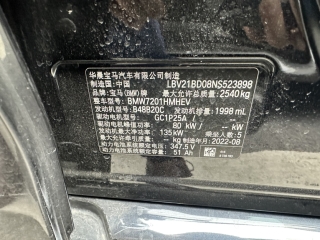 华晨宝马汽车有限公司制造
制造国:中国 LBV21BD08NS523898
品牌:宝马(BMW)牌 最大允许总质量:2540kg
整车型号:BMW7201HMHEV
发动机型号:B48B20C 发动机排量:1998 mL
驱动电机型号: GC1P25A /
驱动电机峰值功率: 80 kW / -- kW
发动机最大净功率:135kW 乘坐人数:5
动力电池系统额定电压:347.5V 制造年月:2022-08
动力电池系统额定容量: 51 Ah